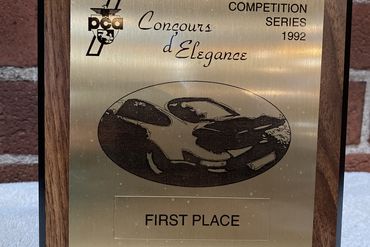 pca
COMPETITION
SERIES
1992
Concours
d'Elegance
FIRST PLACE